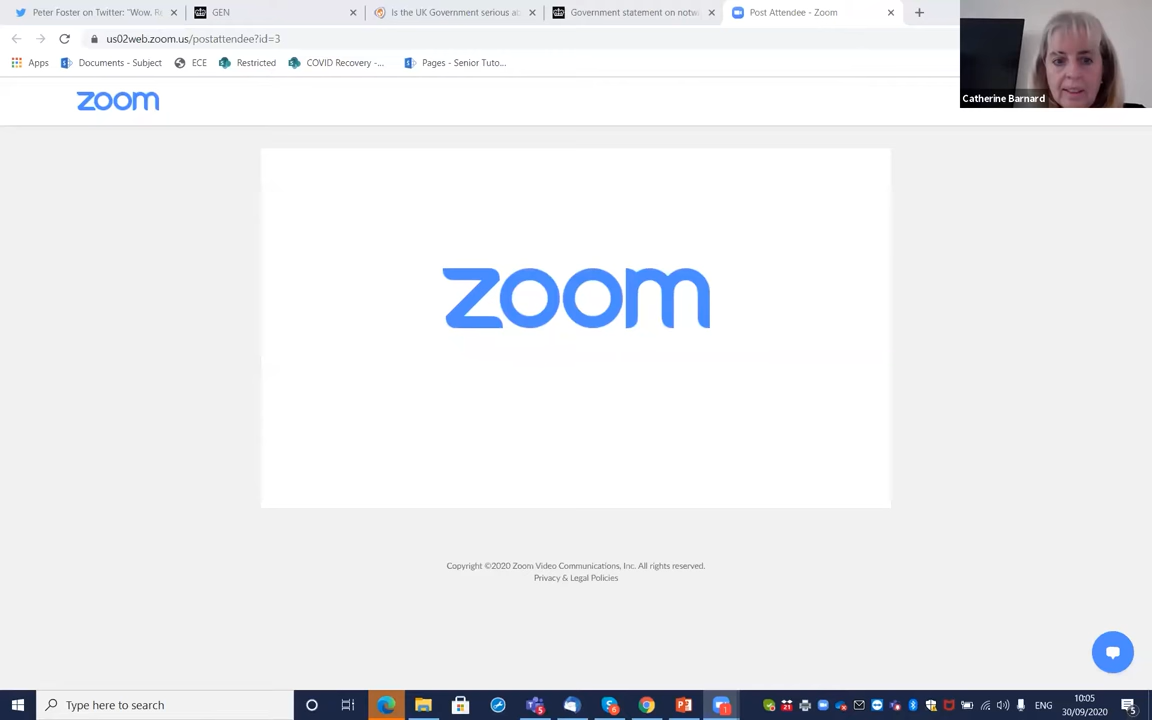 Peter Foster on Twitter: "Wow. Re
GEN
Is the UK Government serious ab
Government statement on notw
Post Attendee - Zoom
us02web.zoom.us/postattendee?id=3
Apps
Documents - Subject
ECE
Restricted
COVID Recovery -...
Pages - Senior Tuto...
Catherine Barnard
zoom
zoom
Copyright ©2020 Zoom Video Communications, Inc. All rights reserved.
Privacy & Legal Policies
Type here to search
ENG
10:05
30/09/2020